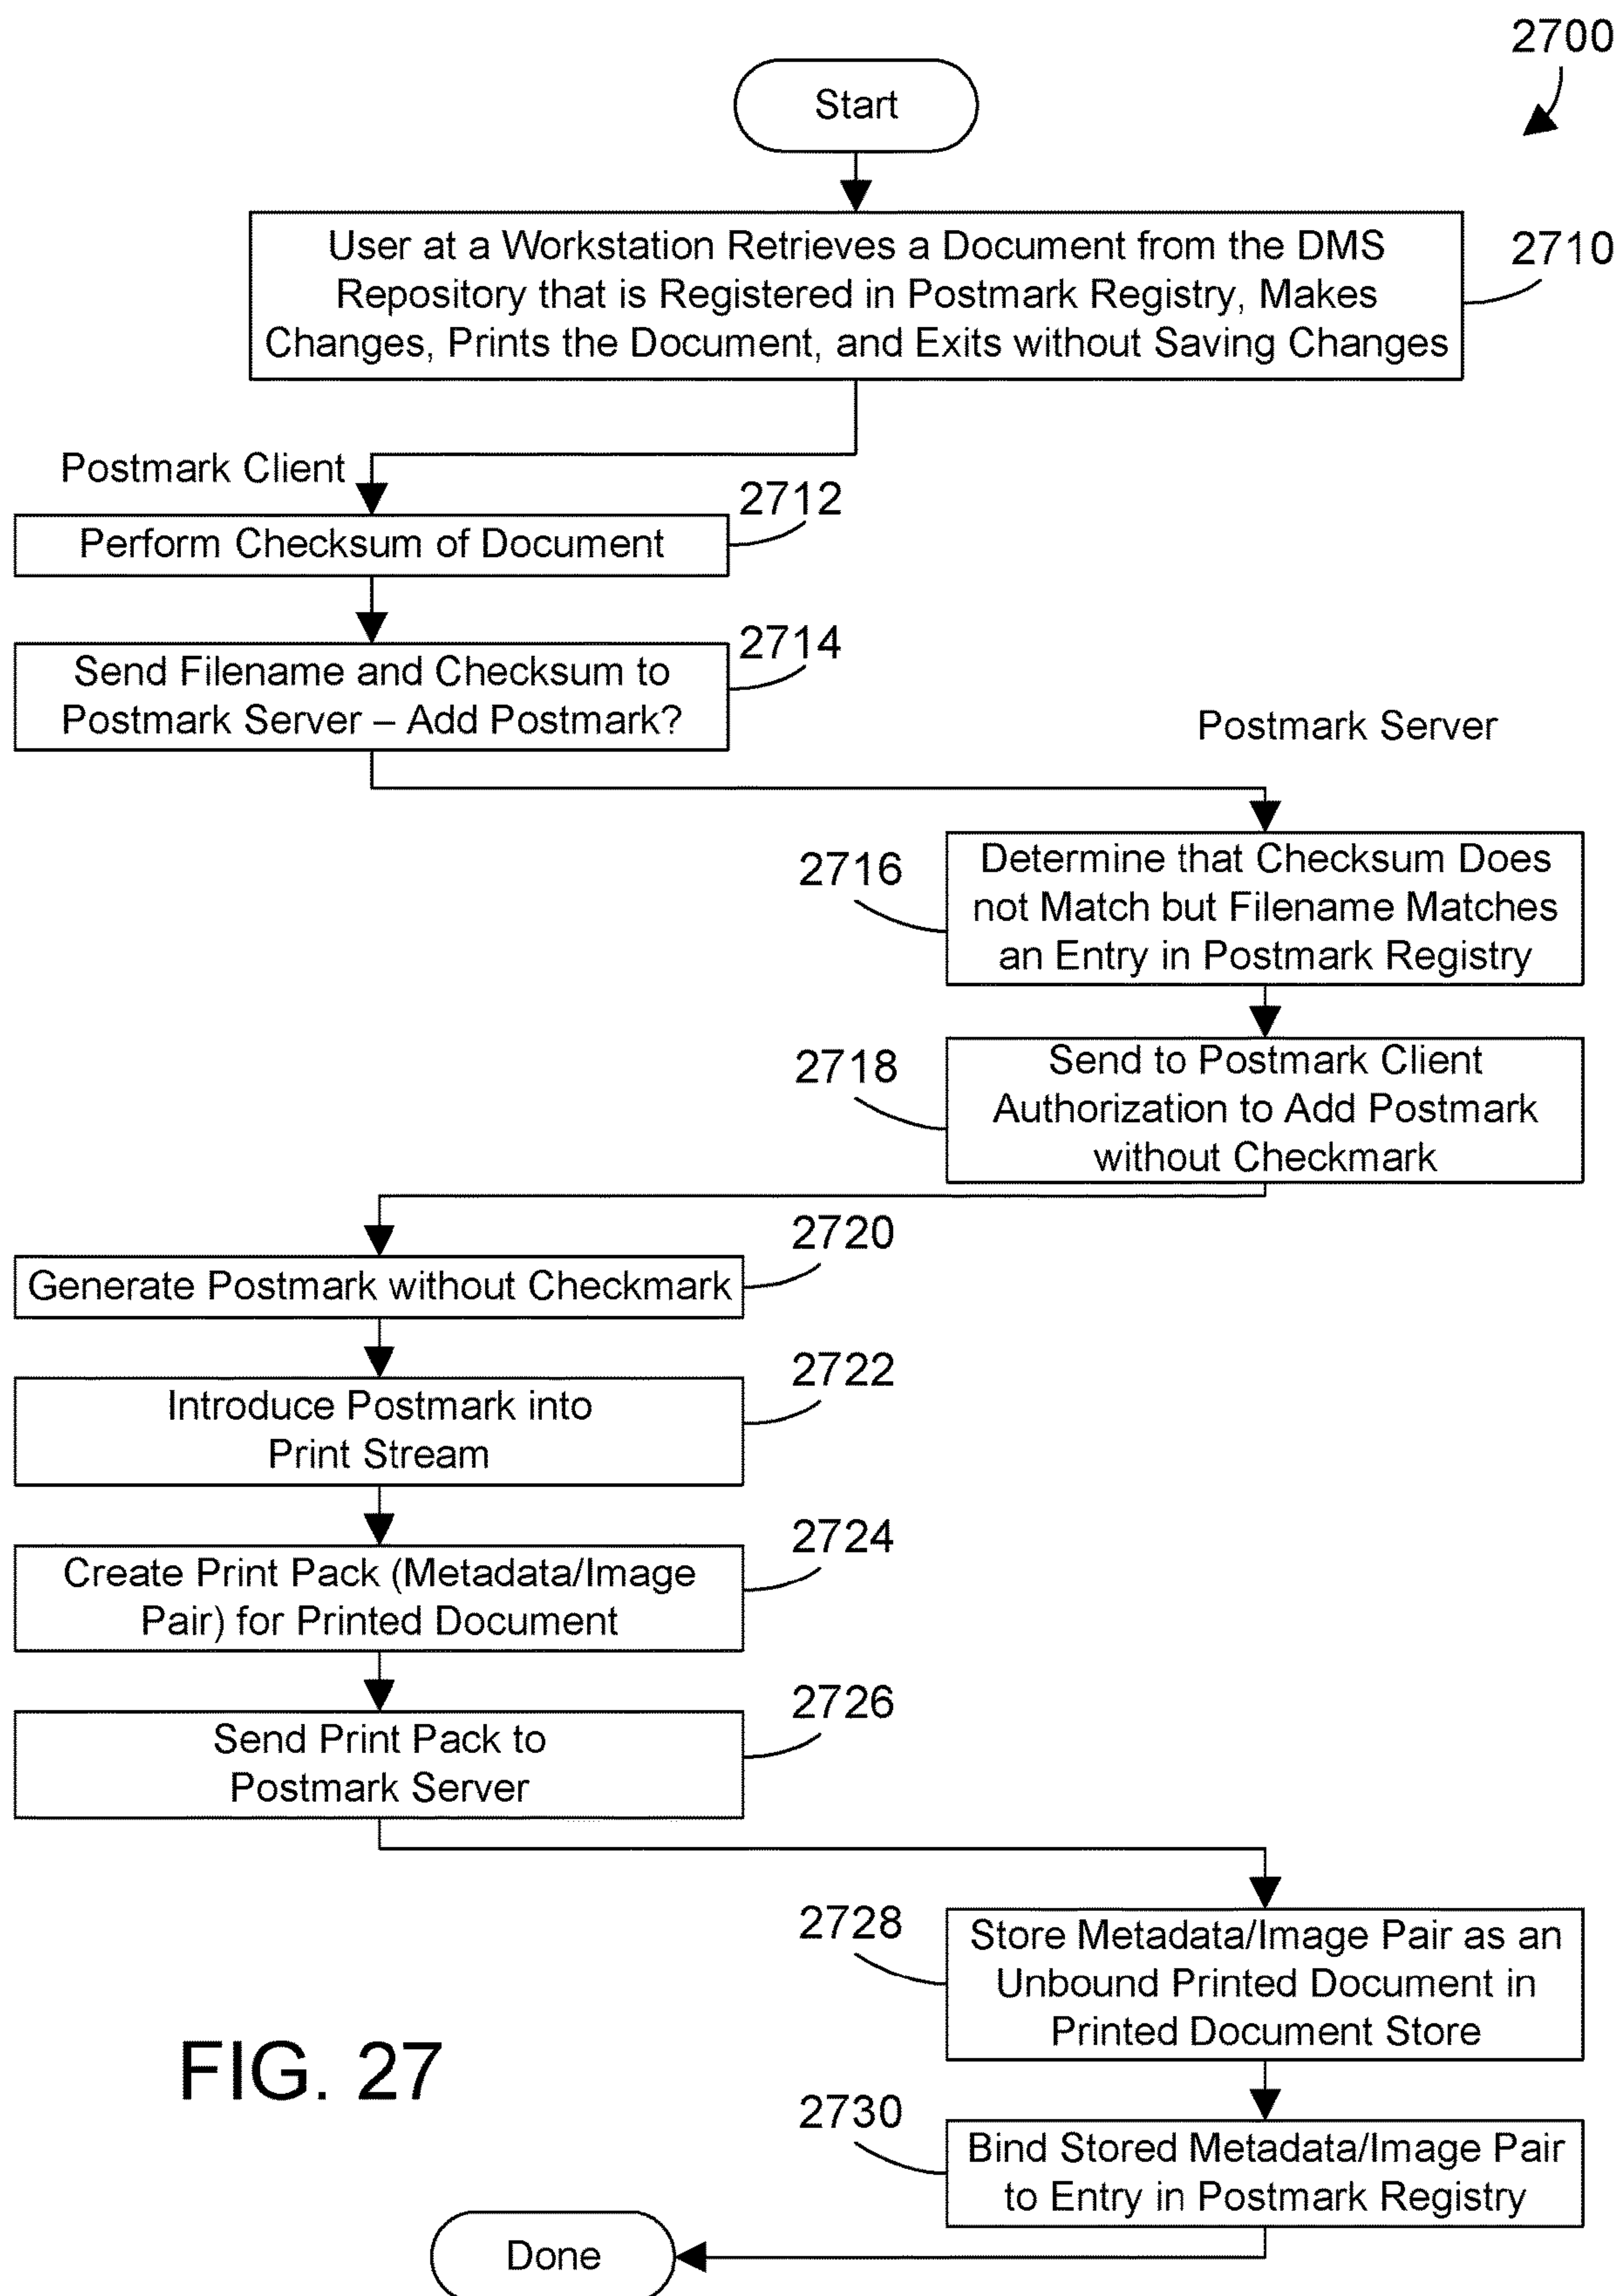 2700
Start
User at a Workstation Retrieves a Document from the DMS
Repository that is Registered in Postmark Registry, Makes
Changes, Prints the Document, and Exits without Saving Changes
2710
Postmark Client
2712
Perform Checksum of Document
2714
Send Filename and Checksum to
Postmark Server – Add Postmark?
Postmark Server
2716
Determine that Checksum Does
not Match but Filename Matches
an Entry in Postmark Registry
2718
Send to Postmark Client
Authorization to Add Postmark
without Checkmark
2720
Generate Postmark without Checkmark
2722
Introduce Postmark into
Print Stream
2724
Create Print Pack (Metadata/Image
Pair) for Printed Document
2726
Send Print Pack to
Postmark Server
2728
Store Metadata/Image Pair as an
Unbound Printed Document in
Printed Document Store
FIG. 27
2730
Bind Stored Metadata/Image Pair
to Entry in Postmark Registry
Done